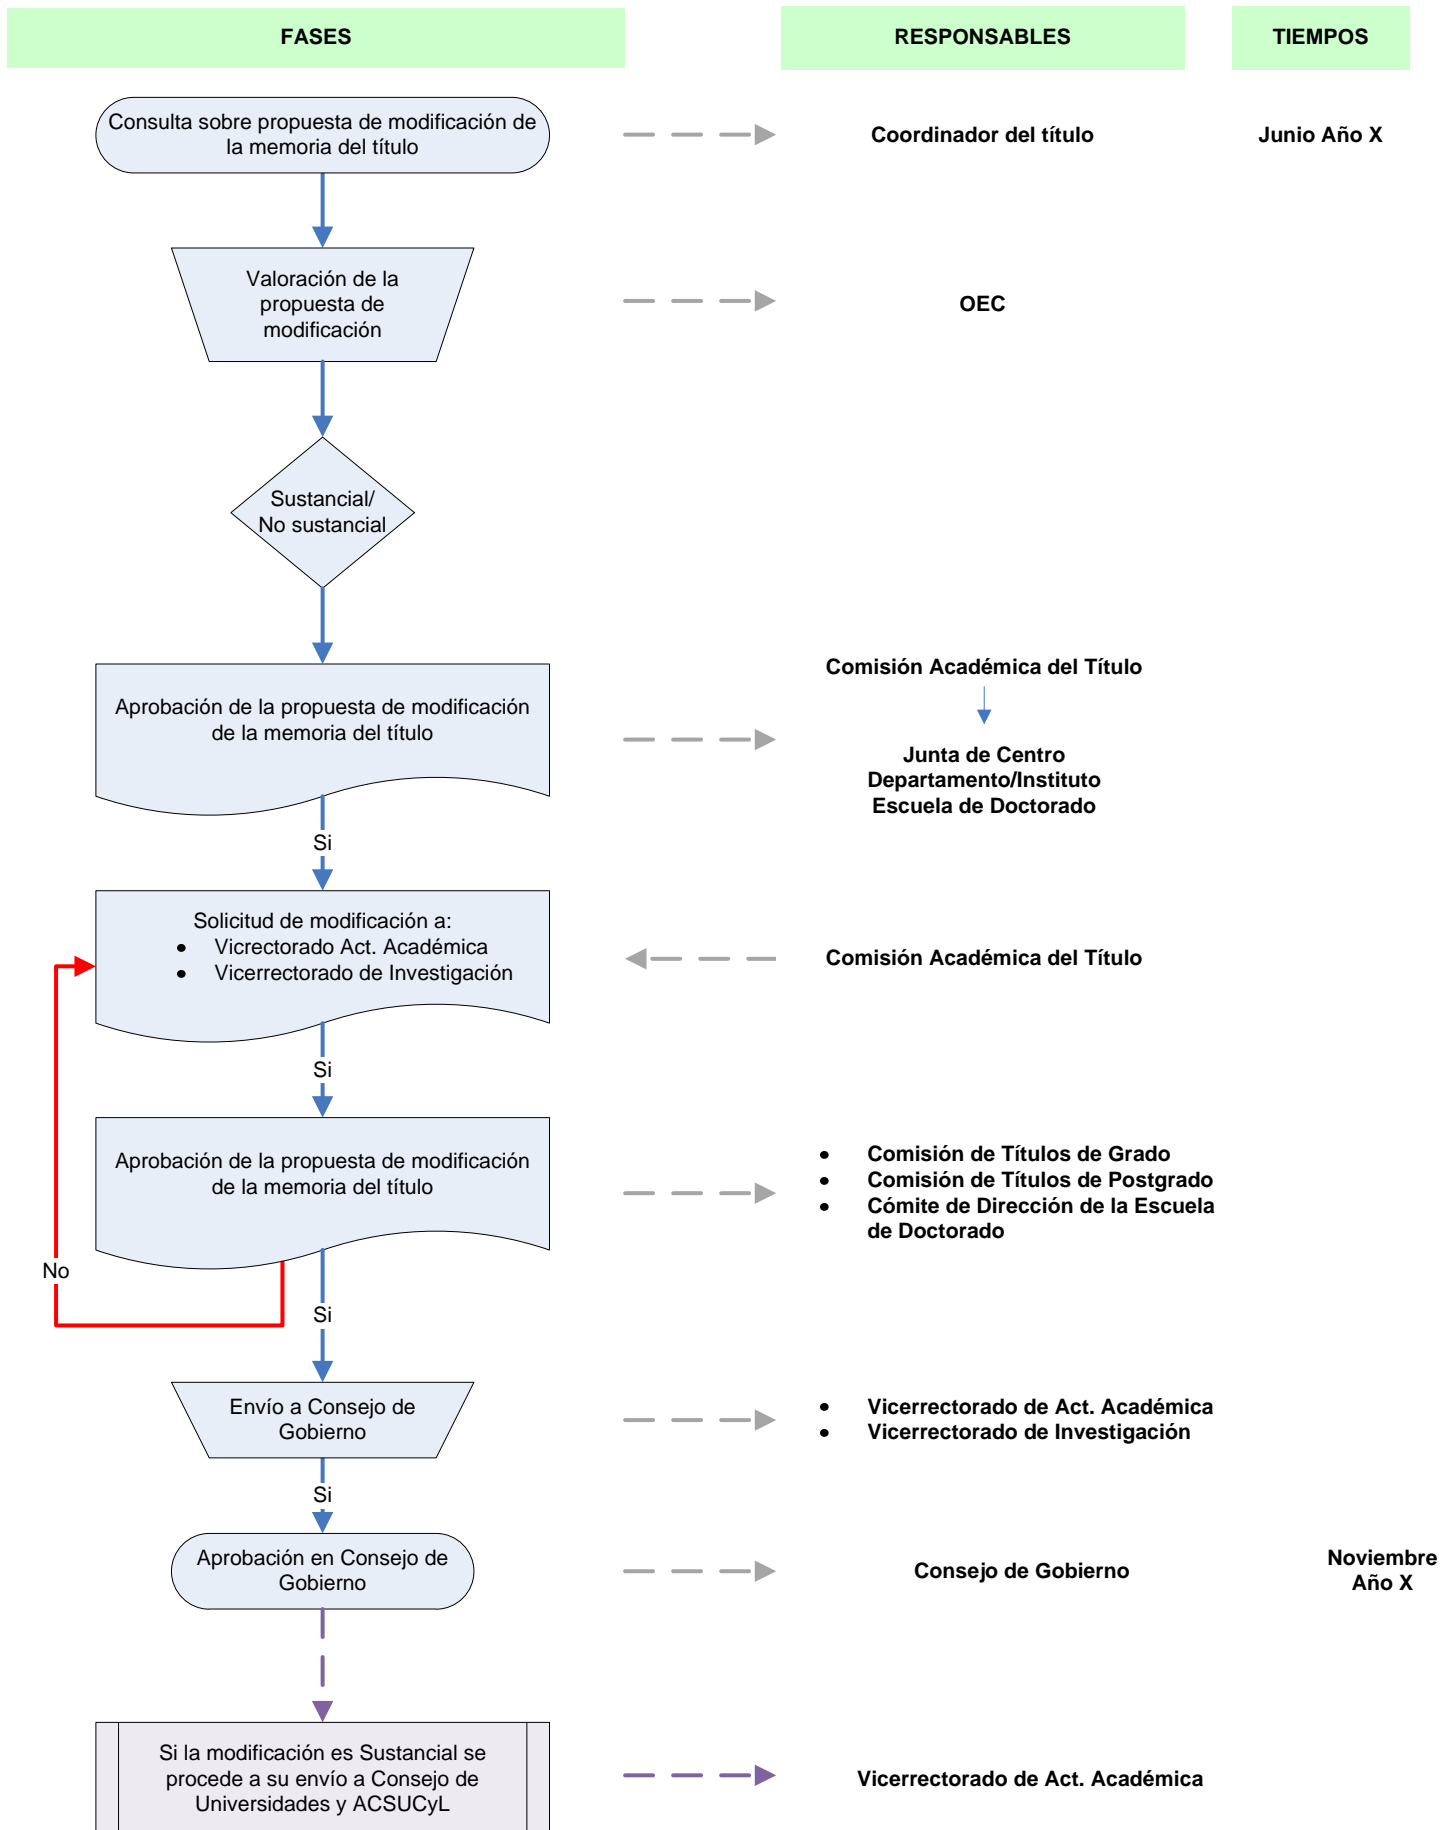 FASES
RESPONSABLES
TIEMPOS
Consulta sobre propuesta de modificación de
la memoria del título
Coordinador del título
Junio Año X
Valoración de la
propuesta de
modificación
OEC
Sustancial/
No sustancial
Aprobación de la propuesta de modificación
de la memoria del título
Comisión Académica del Título
Junta de Centro
Departamento/Instituto
Escuela de Doctorado
Si
Solicitud de modificación a:
• Vicrectorado Act. Académica
• Vicerrectorado de Investigación
Comisión Académica del Título
Si
Aprobación de la propuesta de modificación
de la memoria del título
• Comisión de Títulos de Grado
• Comisión de Títulos de Postgrado
• Cómite de Dirección de la Escuela
de Doctorado
No
Si
Envío a Consejo de
Gobierno
• Vicerrectorado de Act. Académica
• Vicerrectorado de Investigación
Si
Aprobación en Consejo de
Gobierno
Consejo de Gobierno
Noviembre
Año X
Si la modificación es Sustancial se
procede a su envío a Consejo de
Universidades y ACSUCyL
Vicerrectorado de Act. Académica